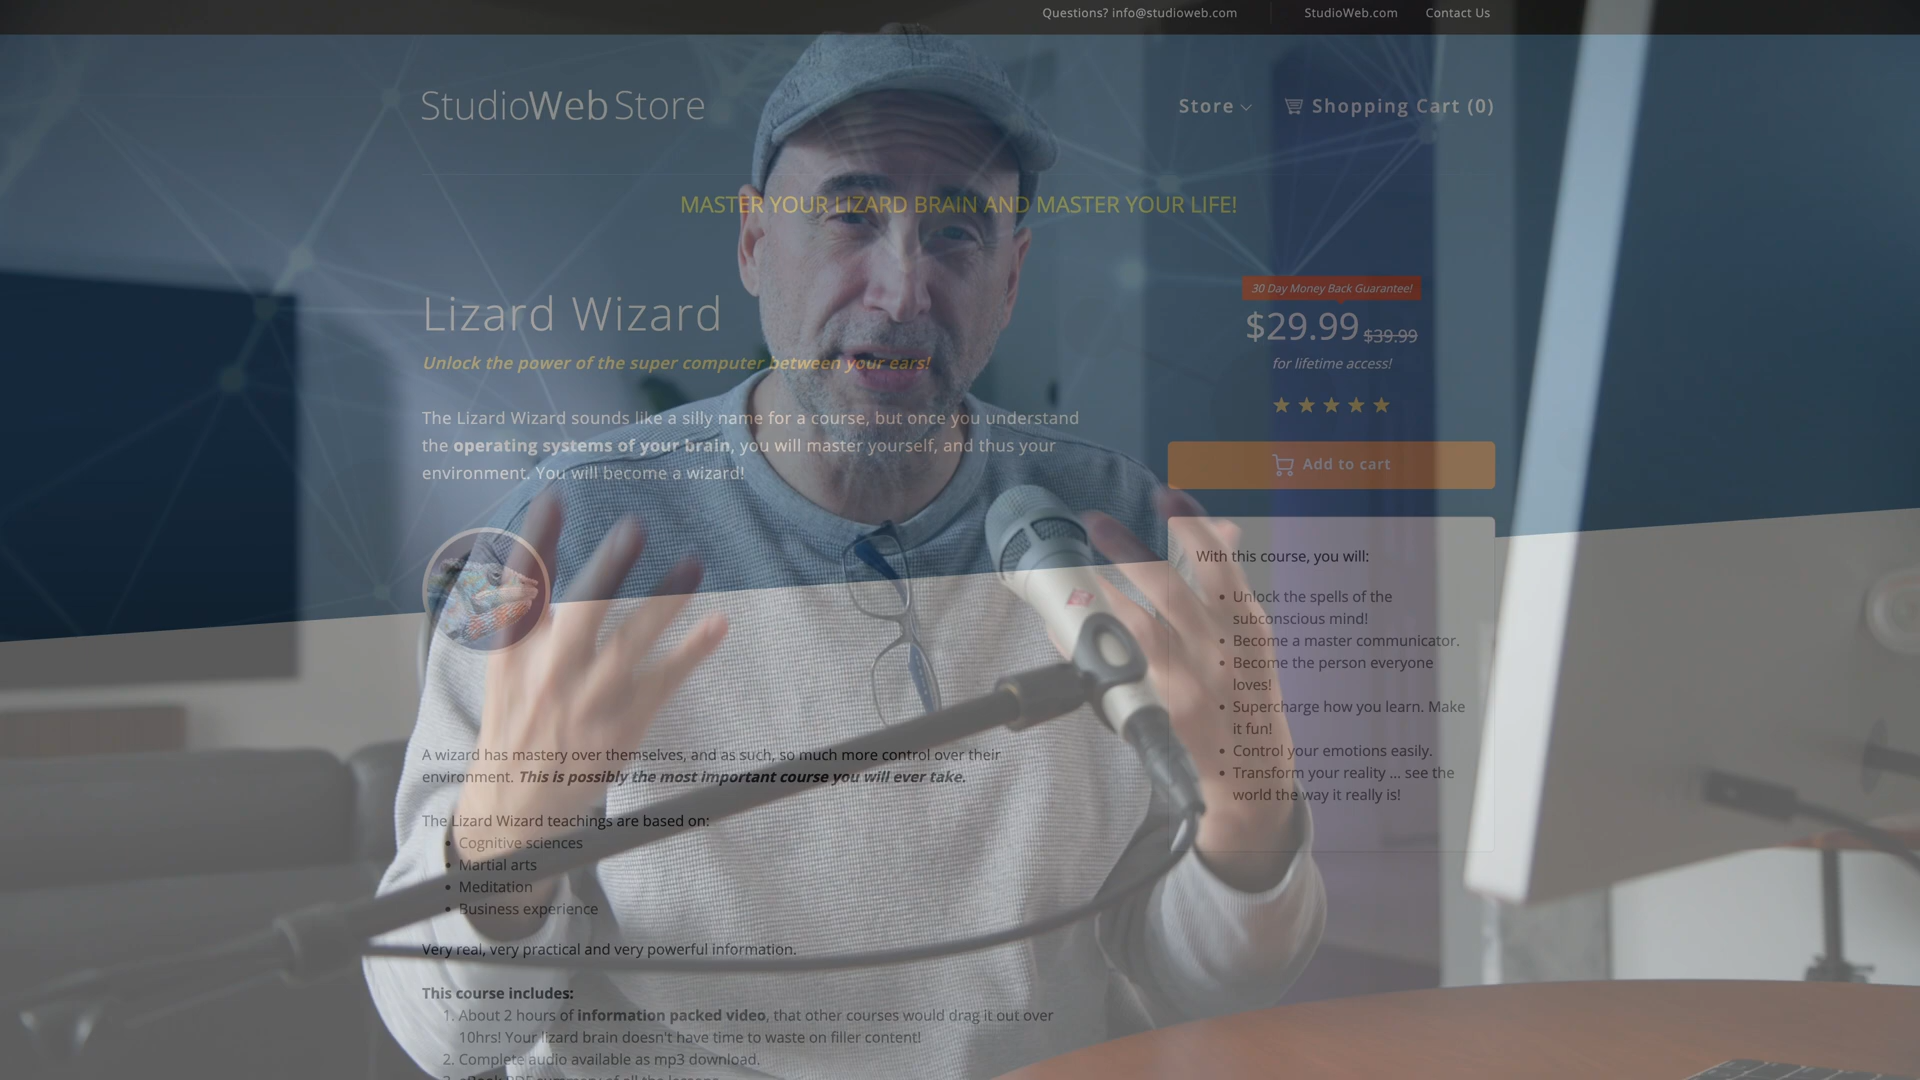 Questions? info@studioweb.com
StudioWeb.com
Contact Us
StudioWeb Store
Store
Shopping Cart (0)
MASTER YOUR LIZARD BRAIN AND MASTER YOUR LIFE!
Lizard Wizard
Unlock the power of the super computer between your ears!
The Lizard Wizard sounds like a silly name for a course, but once you understand
the operating systems of your brain, you will master yourself, and thus your
environment. You will become a wizard!
30 Day Money Back Guarantee!
$29.99 $39.99
for lifetime access!
Add to cart
With this course, you will:
• Unlock the spells of the
subconscious mind!
• Become a master communicator.
• Become the person everyone
loves!
• Supercharge how you learn. Make
it fun!
• Control your emotions easily.
• Transform your reality ... see the
world the way it really is!
A wizard has mastery over themselves, and as such, so much more control over their
environment. This is possibly the most important course you will ever take.
The Lizard Wizard teachings are based on:
• Cognitive sciences
• Martial arts
• Meditation
• Business experience
Very real, very practical and very powerful information.
This course includes:
1. About 2 hours of information packed video, that other courses would drag it out over
10hrs! Your lizard brain doesn't have time to waste on filler content!
2. Complete audio available as mp3 download.